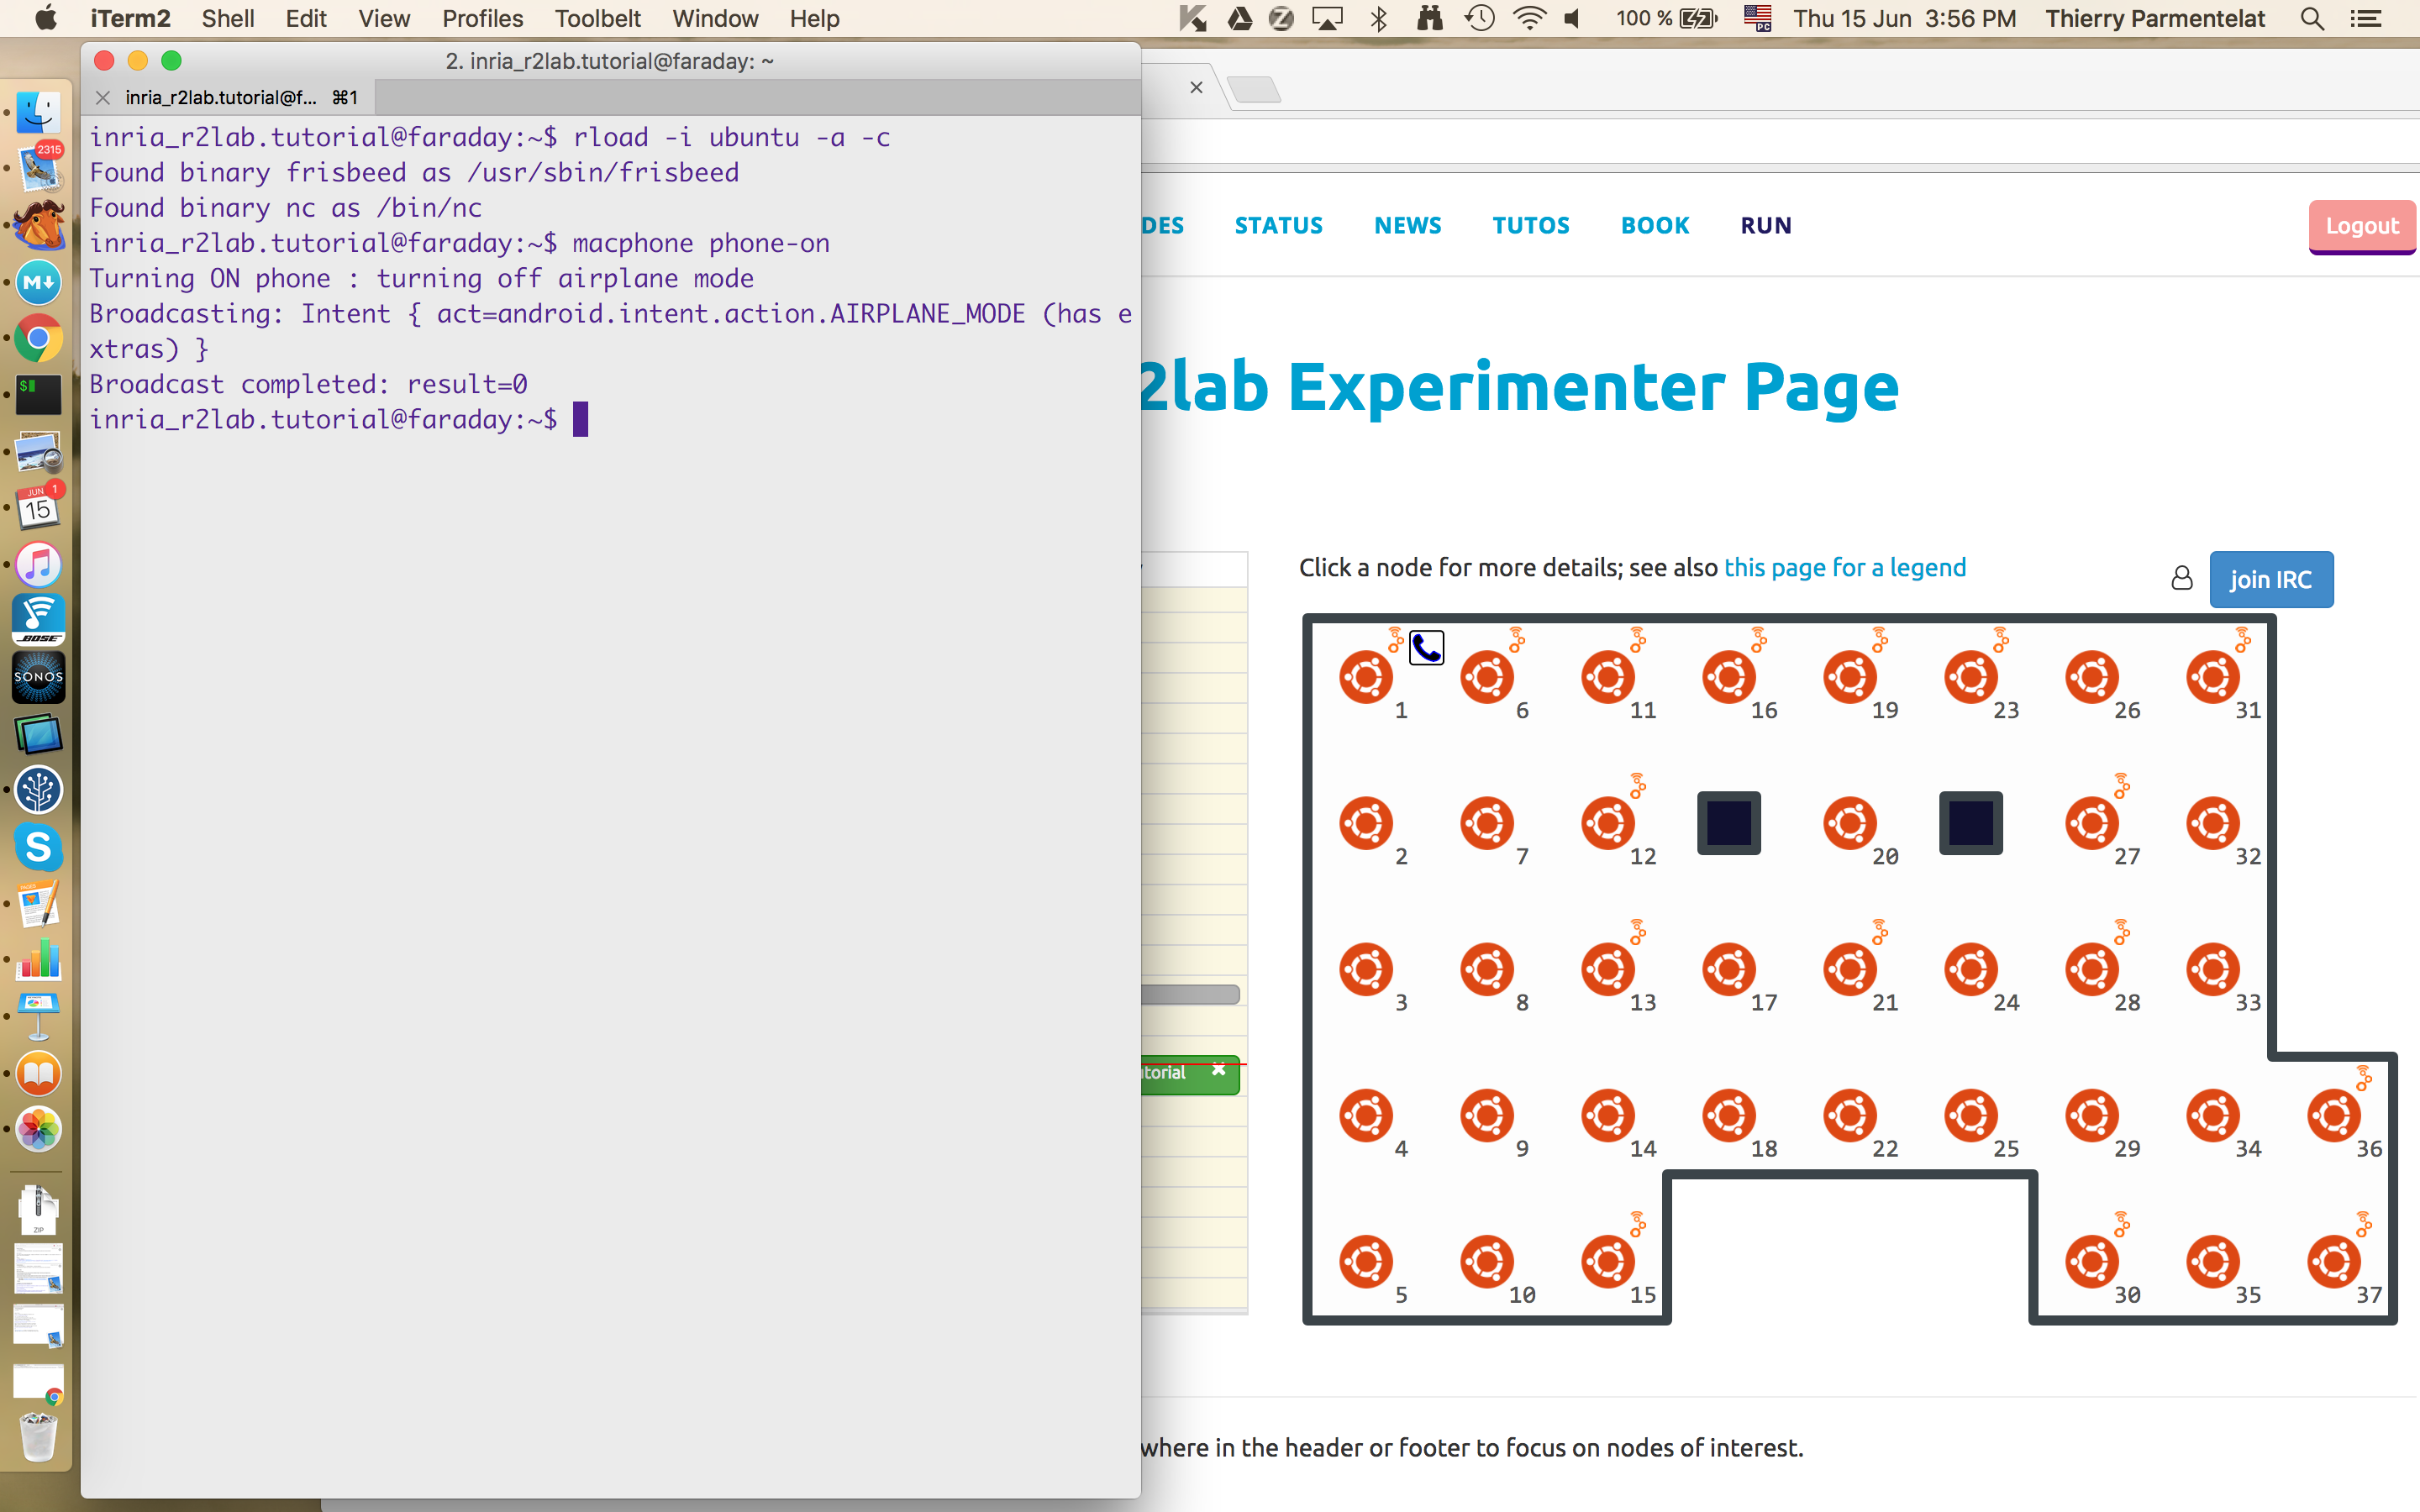 iTerm2 Shell Edit View Profiles Toolbelt Window Help 100 % PC Thu 15 Jun 3:56 PM Thierry Parmentelat
2. inria_r2lab.tutorial@faraday: ~
inria_r2lab.tutorial@f... ⌘1
inria_r2lab.tutorial@faraday:~$ rload -i ubuntu -a -c
Found binary frisbeed as /usr/sbin/frisbeed
Found binary nc as /bin/nc
inria_r2lab.tutorial@faraday:~$ macphone phone-on
Turning ON phone : turning off airplane mode
Broadcasting: Intent { act=android.intent.action.AIRPLANE_MODE (has e
xtras) }
Broadcast completed: result=0
inria_r2lab.tutorial@faraday:~$
2315
M
$
JUN 1
15
BOSE
SONOS
S
PAGES
ZIP
DES STATUS NEWS TUTOS BOOK RUN Logout
2lab Experimenter Page
Click a node for more details; see also this page for a legend
join IRC
1 6 11 16 19 23 26 31
2 7 12 20 27 32
3 8 13 17 21 24 28 33
utorial
4 9 14 18 22 25 29 34 36
5 10 15 30 35 37
where in the header or footer to focus on nodes of interest.